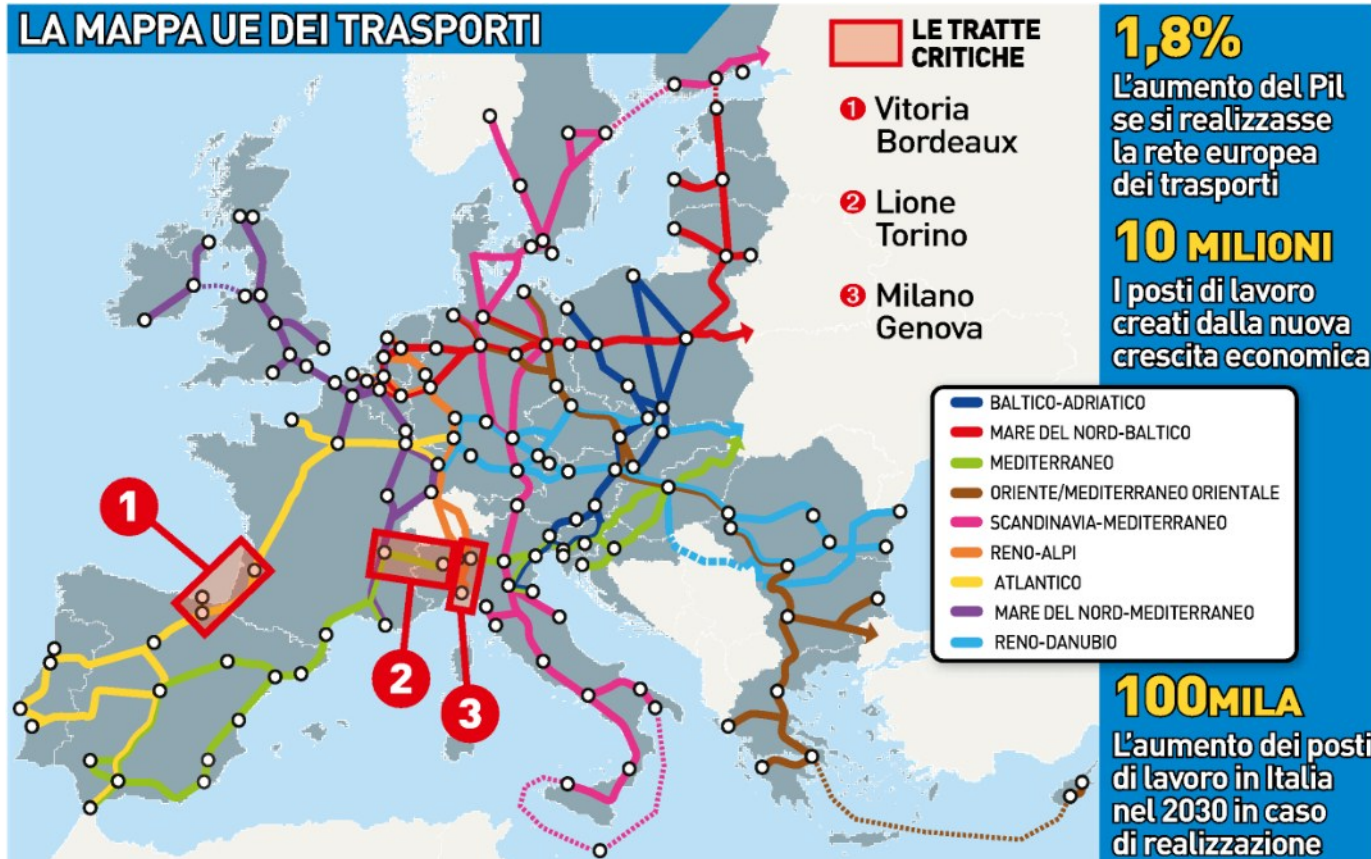 LA MAPPA UE DEI TRASPORTI
LE TRATTE
CRITICHE
1 Vitoria
Bordeaux
2 Lione
Torino
3 Milano
Genova
1
2
3
1,8%
L'aumento del Pil
se si realizzasse
la rete europea
dei trasporti
10 MILIONI
I posti di lavoro
creati dalla nuova
crescita economica
BALTICO-ADRIATICO
MARE DEL NORD-BALTICO
MEDITERRANEO
ORIENTE/MEDITERRANEO ORIENTALE
SCANDINAVIA-MEDITERRANEO
RENO-ALPI
ATLANTICO
MARE DEL NORD-MEDITERRANEO
RENO-DANUBIO
100MILA
L'aumento dei posti
di lavoro in Italia
nel 2030 in caso
di realizzazione